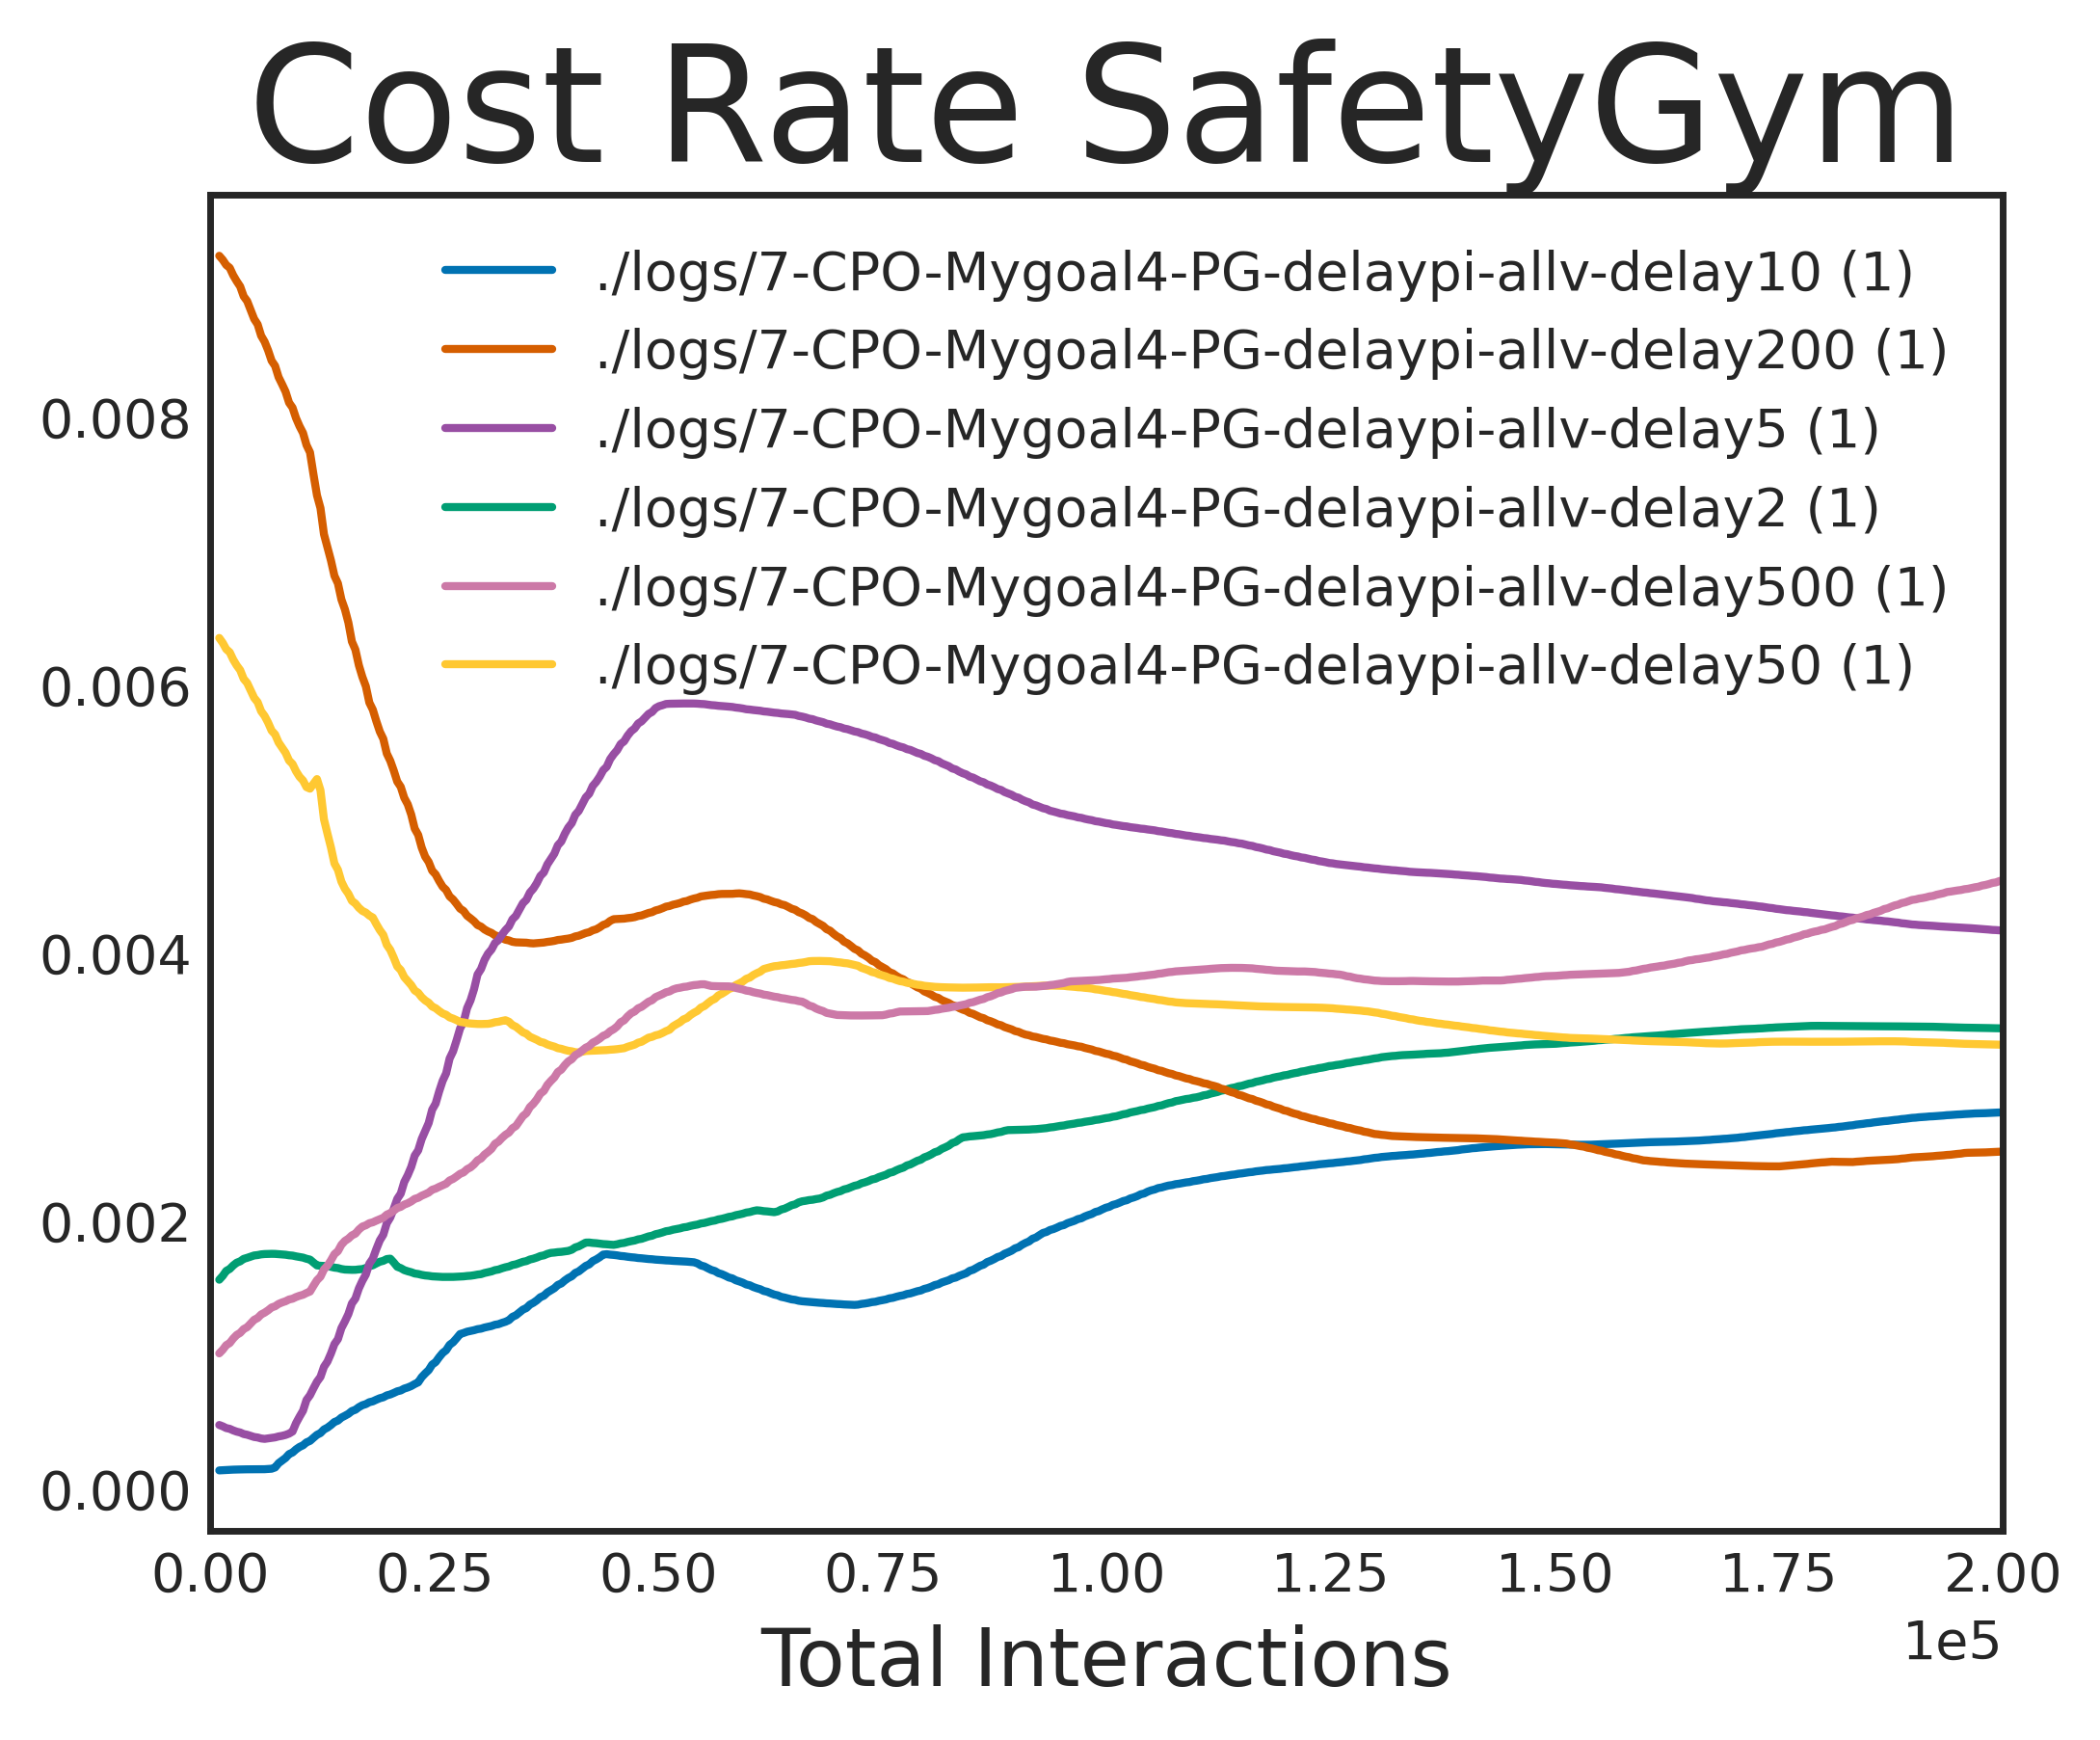 Cost Rate SafetyGym
./logs/7-CPO-Mygoal4-PG-delaypi-allv-delay10 (1)
./logs/7-CPO-Mygoal4-PG-delaypi-allv-delay200 (1)
./logs/7-CPO-Mygoal4-PG-delaypi-allv-delay5 (1)
./logs/7-CPO-Mygoal4-PG-delaypi-allv-delay2 (1)
./logs/7-CPO-Mygoal4-PG-delaypi-allv-delay500 (1)
./logs/7-CPO-Mygoal4-PG-delaypi-allv-delay50 (1)
0.008
0.006
0.004
0.002
0.000
0.00 0.25 0.50 0.75 1.00 1.25 1.50 1.75 2.00
1e5
Total Interactions